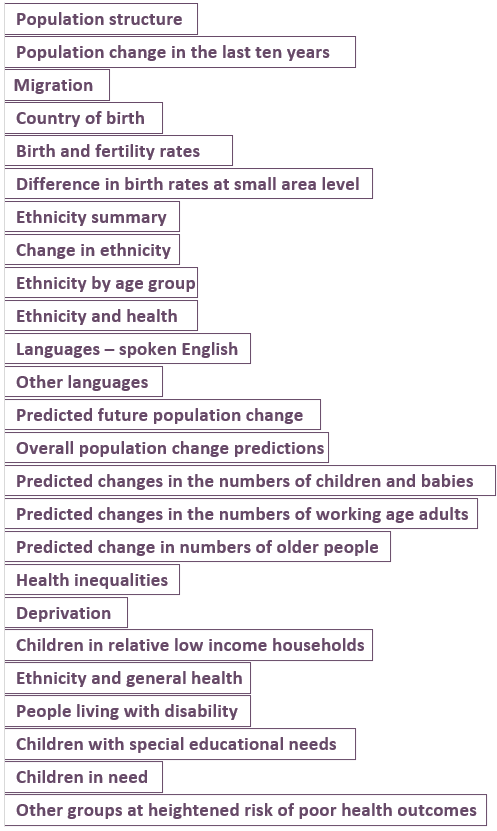 Population structure
Population change in the last ten years
Migration
Country of birth
Birth and fertility rates
Difference in birth rates at small area level
Ethnicity summary
Change in ethnicity
Ethnicity by age group
Ethnicity and health
Languages – spoken English
Other languages
Predicted future population change
Overall population change predictions
Predicted changes in the numbers of children and babies
Predicted changes in the numbers of working age adults
Predicted change in numbers of older people
Health inequalities
Deprivation
Children in relative low income households
Ethnicity and general health
People living with disability
Children with special educational needs
Children in need
Other groups at heightened risk of poor health outcomes